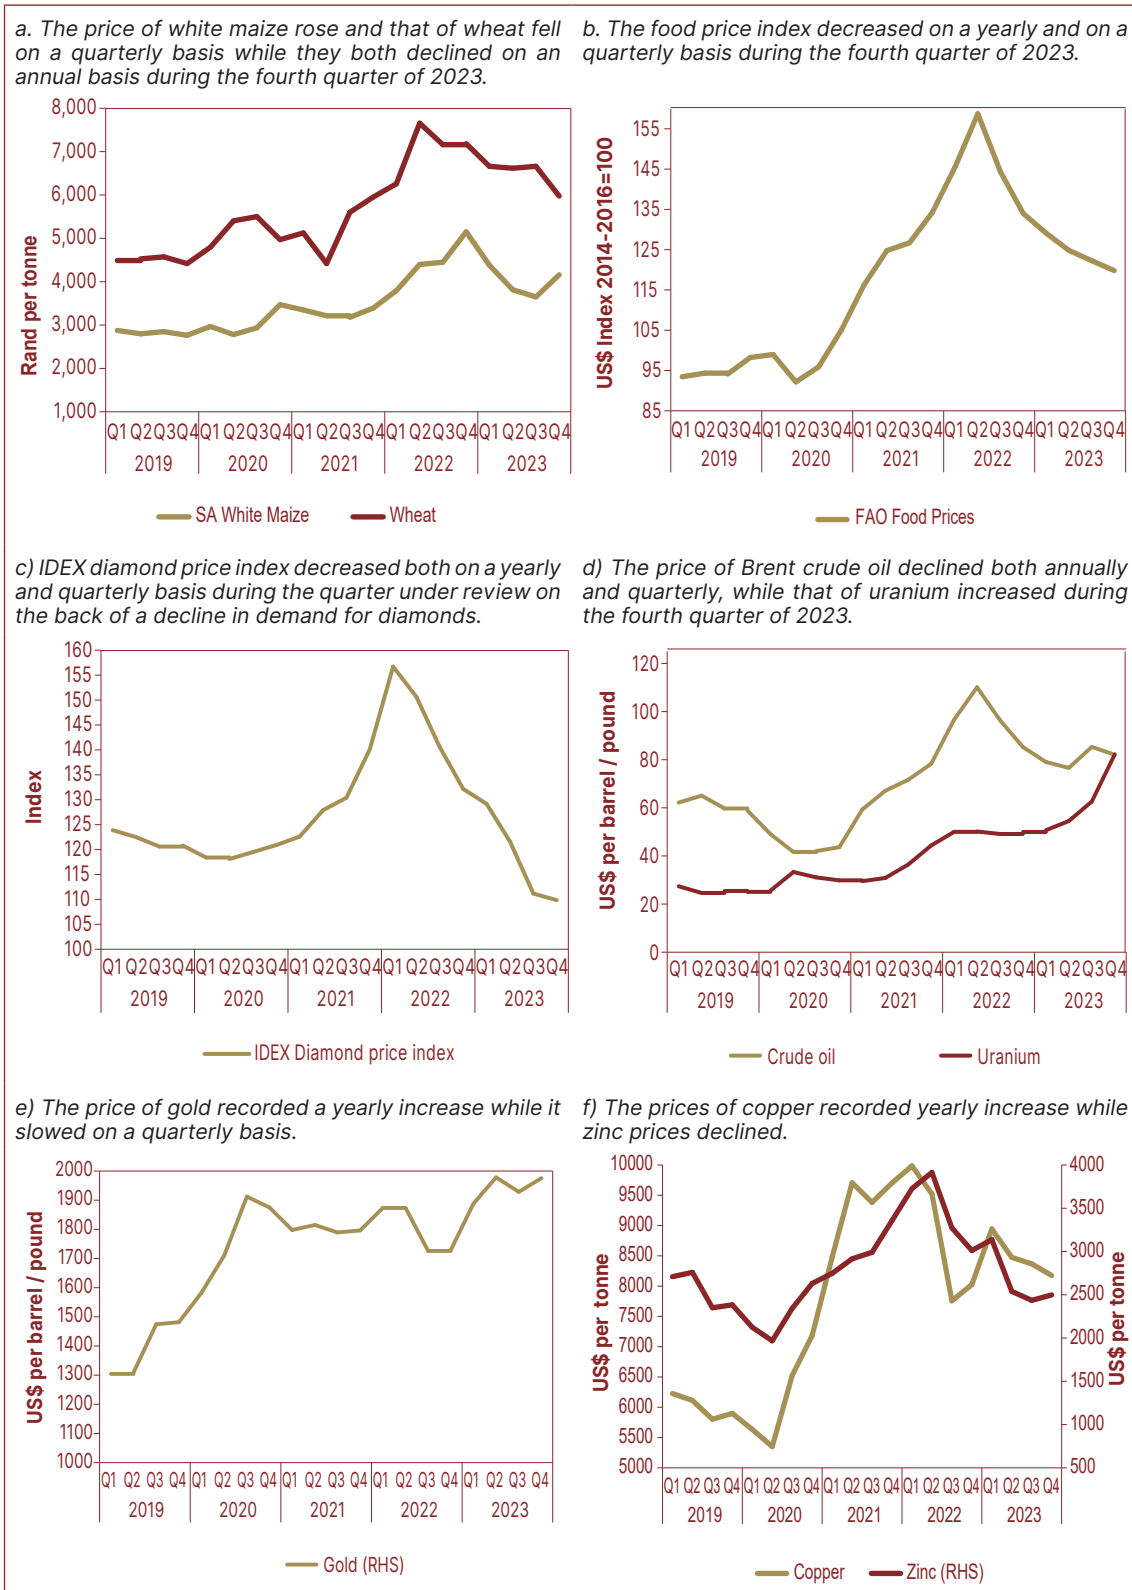 a. The price of white maize rose and that of wheat fell
on a quarterly basis while they both declined on an
annual basis during the fourth quarter of 2023.
8,000
7,000
6,000
5,000
4,000
3,000
2,000
1,000
Rand per tonne
Q1 Q2 Q3 Q4 Q1 Q2 Q3 Q4 Q1 Q2 Q3 Q4 Q1 Q2 Q3 Q4 Q1 Q2 Q3 Q4
2019 2020 2021 2022 2023
SA White Maize Wheat
b. The food price index decreased on a yearly and on a
quarterly basis during the fourth quarter of 2023.
155
145
135
125
115
105
95
85
US$ Index 2014-2016=100
Q1 Q2 Q3 Q4 Q1 Q2 Q3 Q4 Q1 Q2 Q3 Q4 Q1 Q2 Q3 Q4 Q1 Q2 Q3 Q4
2019 2020 2021 2022 2023
FAO Food Prices
c) IDEX diamond price index decreased both on a yearly
and quarterly basis during the quarter under review on
the back of a decline in demand for diamonds.
160
155
150
145
140
135
130
125
120
115
110
105
100
Index
Q1 Q2 Q3 Q4 Q1 Q2 Q3 Q4 Q1 Q2 Q3 Q4 Q1 Q2 Q3 Q4 Q1 Q2 Q3 Q4
2019 2020 2021 2022 2023
IDEX Diamond price index
d) The price of Brent crude oil declined both annually
and quarterly, while that of uranium increased during
the fourth quarter of 2023.
120
100
80
60
40
20
0
US$ per barrel / pound
Q1 Q2 Q3 Q4 Q1 Q2 Q3 Q4 Q1 Q2 Q3 Q4 Q1 Q2 Q3 Q4 Q1 Q2 Q3 Q4
2019 2020 2021 2022 2023
Crude oil Uranium
e) The price of gold recorded a yearly increase while it
slowed on a quarterly basis.
2000
1900
1800
1700
1600
1500
1400
1300
1200
1100
1000
US$ per barrel / pound
Q1 Q2 Q3 Q4 Q1 Q2 Q3 Q4 Q1 Q2 Q3 Q4 Q1 Q2 Q3 Q4 Q1 Q2 Q3 Q4
2019 2020 2021 2022 2023
Gold (RHS)
f) The prices of copper recorded yearly increase while
zinc prices declined.
10000
9500
9000
8500
8000
7500
7000
6500
6000
5500
5000
US$ per tonne
4000
3500
3000
2500
2000
1500
1000
500
US$ per tonne
Q1 Q2 Q3 Q4 Q1 Q2 Q3 Q4 Q1 Q2 Q3 Q4 Q1 Q2 Q3 Q4 Q1 Q2 Q3 Q4
2019 2020 2021 2022 2023
Copper Zinc (RHS)